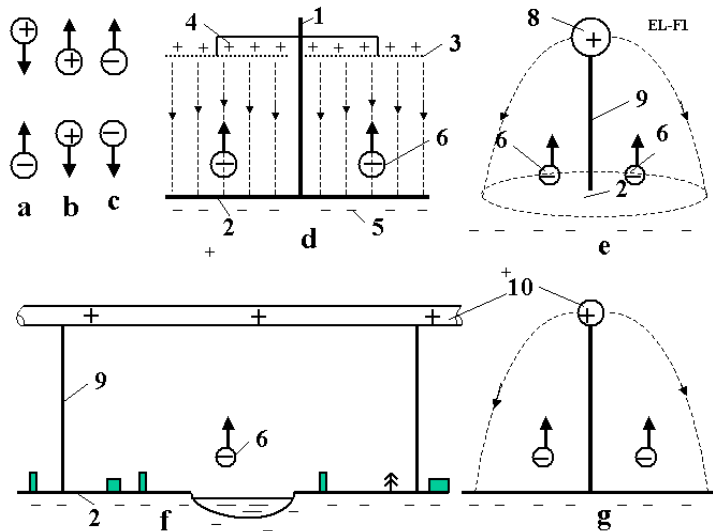 1
4
8
EL-F1
+ + + + + + + + + + + +
3
+ + +
+
9
6
6
6
− − −
− −
2
2
− − − − − − − −
5
a b c
d
e
− − − − − − −
+
+
10
+ + +
+
9
6
− − −
2
f
g
− − − − − −